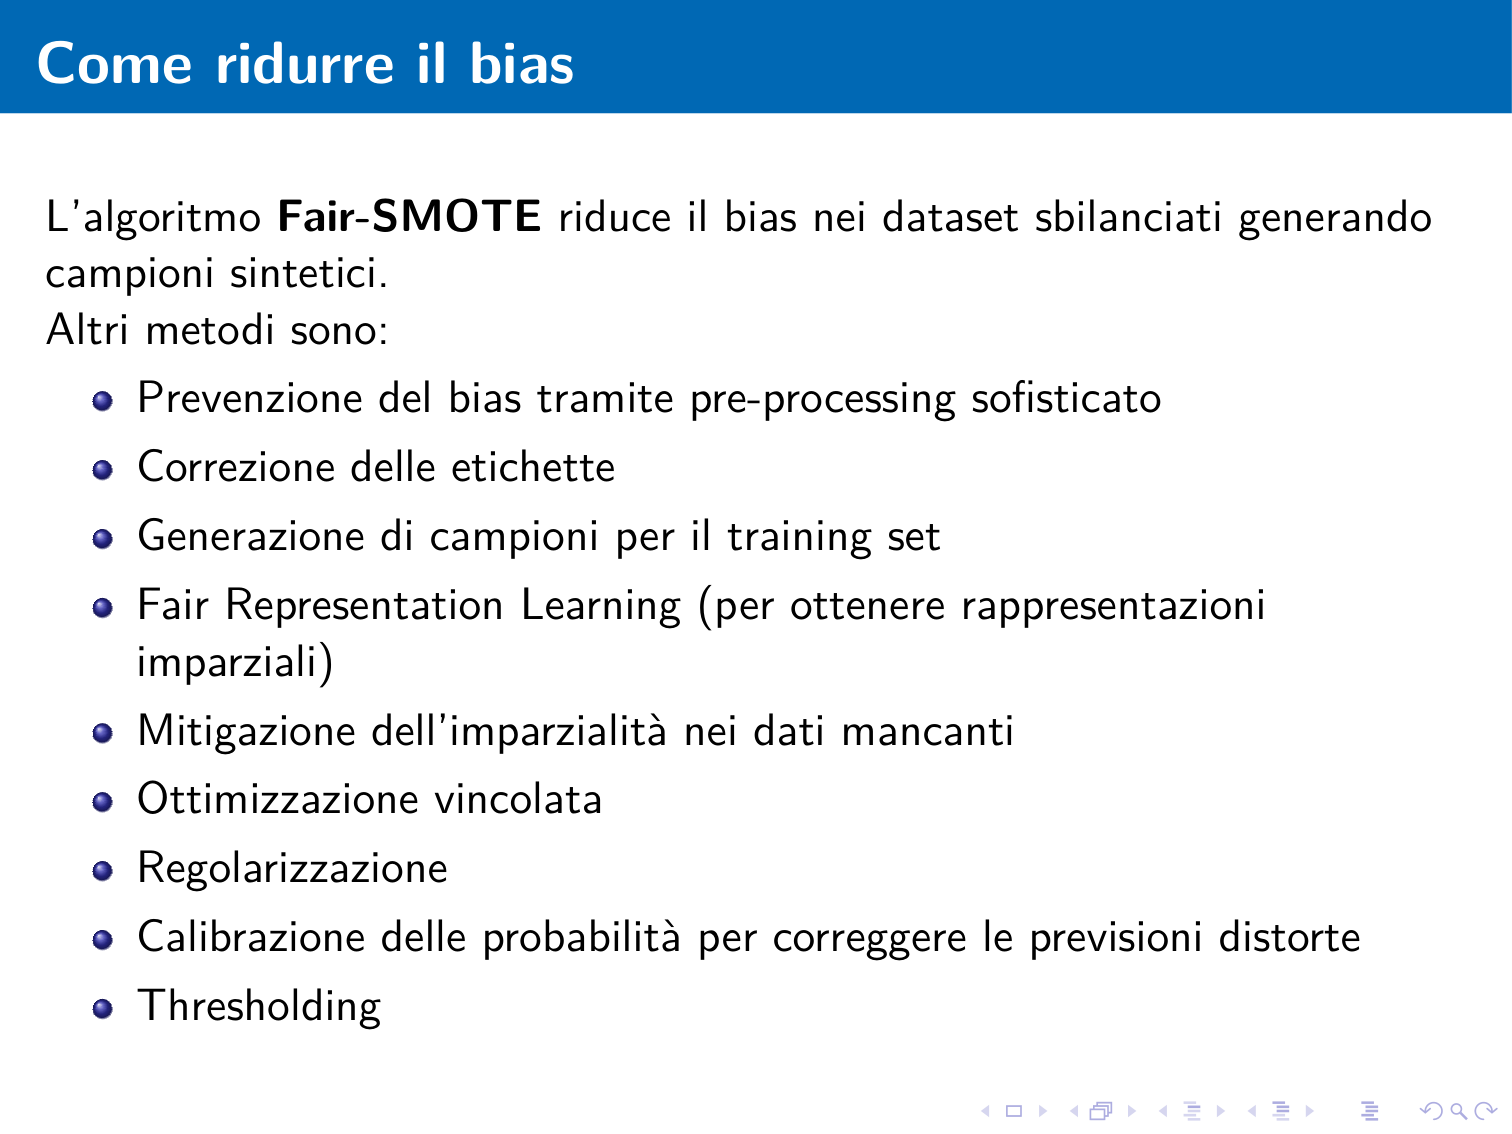 Come ridurre il bias
L'algoritmo Fair-SMOTE riduce il bias nei dataset sbilanciati generando
campioni sintetici.
Altri metodi sono:
Prevenzione del bias tramite pre-processing sofisticato
Correzione delle etichette
Generazione di campioni per il training set
Fair Representation Learning (per ottenere rappresentazioni
imparziali)
Mitigazione dell'imparzialità nei dati mancanti
Ottimizzazione vincolata
Regolarizzazione
Calibrazione delle probabilità per correggere le previsioni distorte
Thresholding